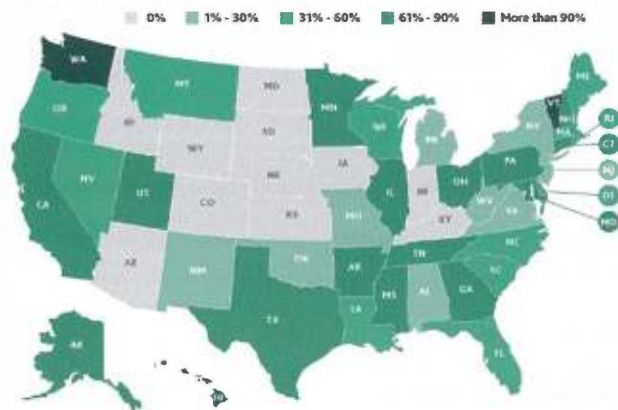 0% 1% - 30% 31% - 60% 61% - 90% More than 90%
WA
MT
ND
MN
ME
VT
NH
OR
ID
SD
WI
MI
NY
MA
RI
WY
CT
IA
PA
NJ
NV
NE
IL
IN
OH
DE
UT
CO
WV
VA
MD
CA
KS
MO
KY
NC
TN
AZ
NM
OK
AR
SC
MS
AL
GA
TX
LA
FL
AK
HI